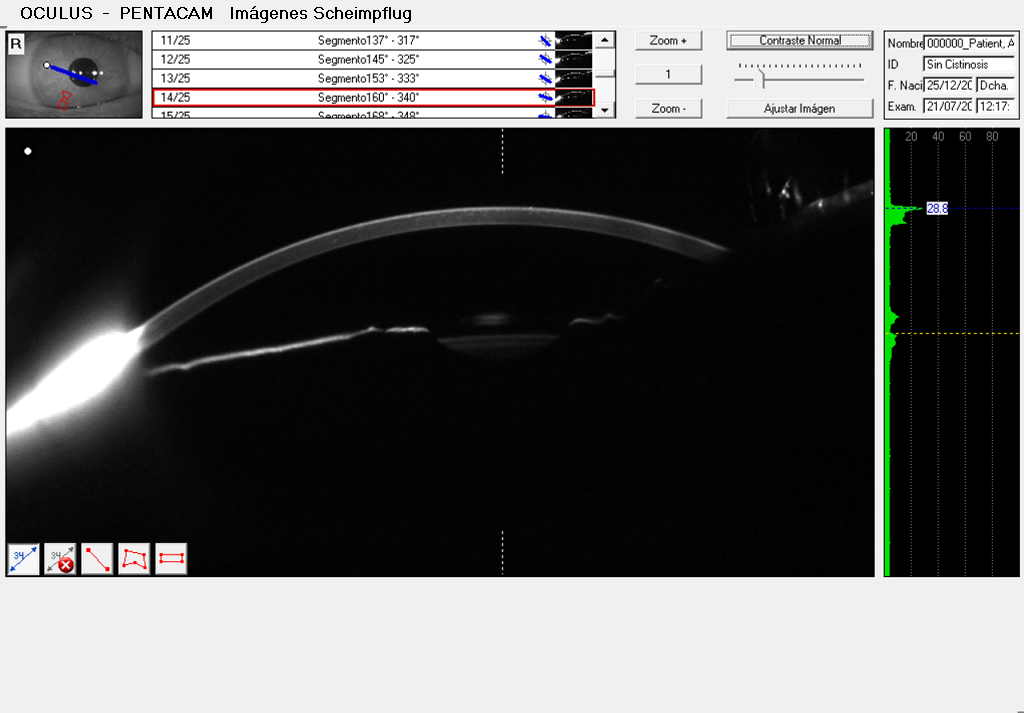 OCULUS - PENTACAM Imágenes Scheimpflug
R
11/25 Segmento137° - 317°
12/25 Segmento145° - 325°
13/25 Segmento153° - 333°
14/25 Segmento160° - 340°
15/25 Segmento168° - 348°
Zoom +
1
Zoom -
Contraste Normal
Ajustar Imágen
Nombre 000000_Patient, A
ID Sin Cistinosis
F. Naci 25/12/20 Dcha.
Exam. 21/07/20 12:17:
20 40 60 80
28.8
34 34